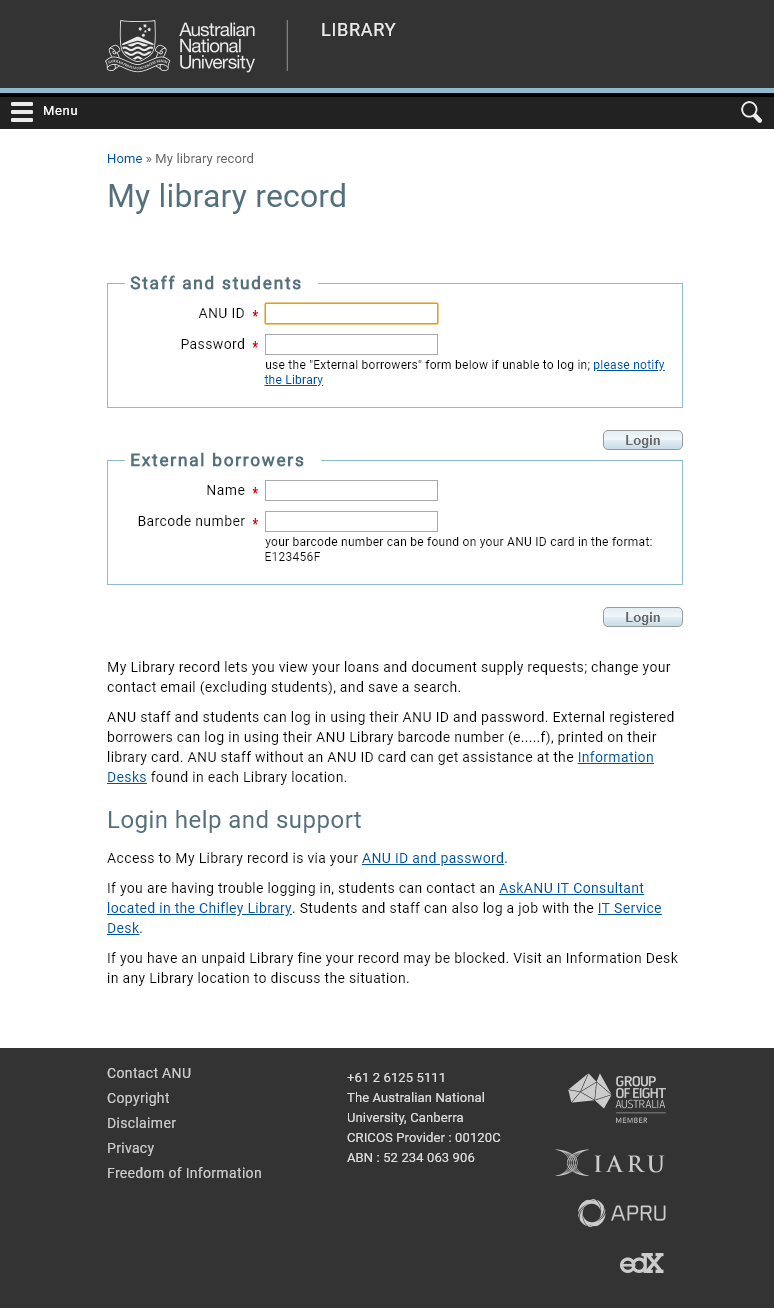 Australian
National
University
LIBRARY
Menu
Home » My library record
My library record
Staff and students
ANU ID *
Password *
use the "External borrowers" form below if unable to log in; please notify
the Library
Login
External borrowers
Name *
Barcode number *
your barcode number can be found on your ANU ID card in the format:
E123456F
Login
My Library record lets you view your loans and document supply requests; change your
contact email (excluding students), and save a search.
ANU staff and students can log in using their ANU ID and password. External registered
borrowers can log in using their ANU Library barcode number (e.....f), printed on their
library card. ANU staff without an ANU ID card can get assistance at the Information
Desks found in each Library location.
Login help and support
Access to My Library record is via your ANU ID and password.
If you are having trouble logging in, students can contact an AskANU IT Consultant
located in the Chifley Library. Students and staff can also log a job with the IT Service
Desk.
If you have an unpaid Library fine your record may be blocked. Visit an Information Desk
in any Library location to discuss the situation.
Contact ANU
Copyright
Disclaimer
Privacy
Freedom of Information
+61 2 6125 5111
The Australian National
University, Canberra
CRICOS Provider : 00120C
ABN : 52 234 063 906
GROUP
OF EIGHT
AUSTRALIA
MEMBER
IARU
APRU
edX